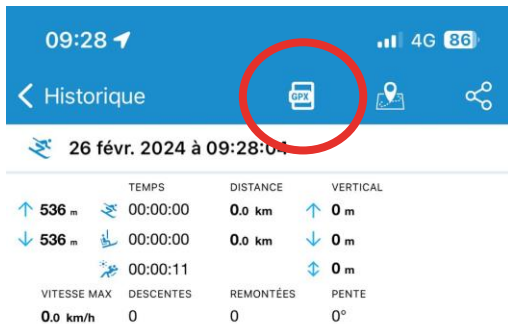 09:28 4G 86
Historique GPX
26 févr. 2024 à 09:28:04
TEMPS DISTANCE VERTICAL
536 m 00:00:00 0.0 km 0 m
536 m 00:00:00 0.0 km 0 m
00:00:11 0 m
VITESSE MAX DESCENTES REMONTÉES PENTE
0.0 km/h 0 0 0°